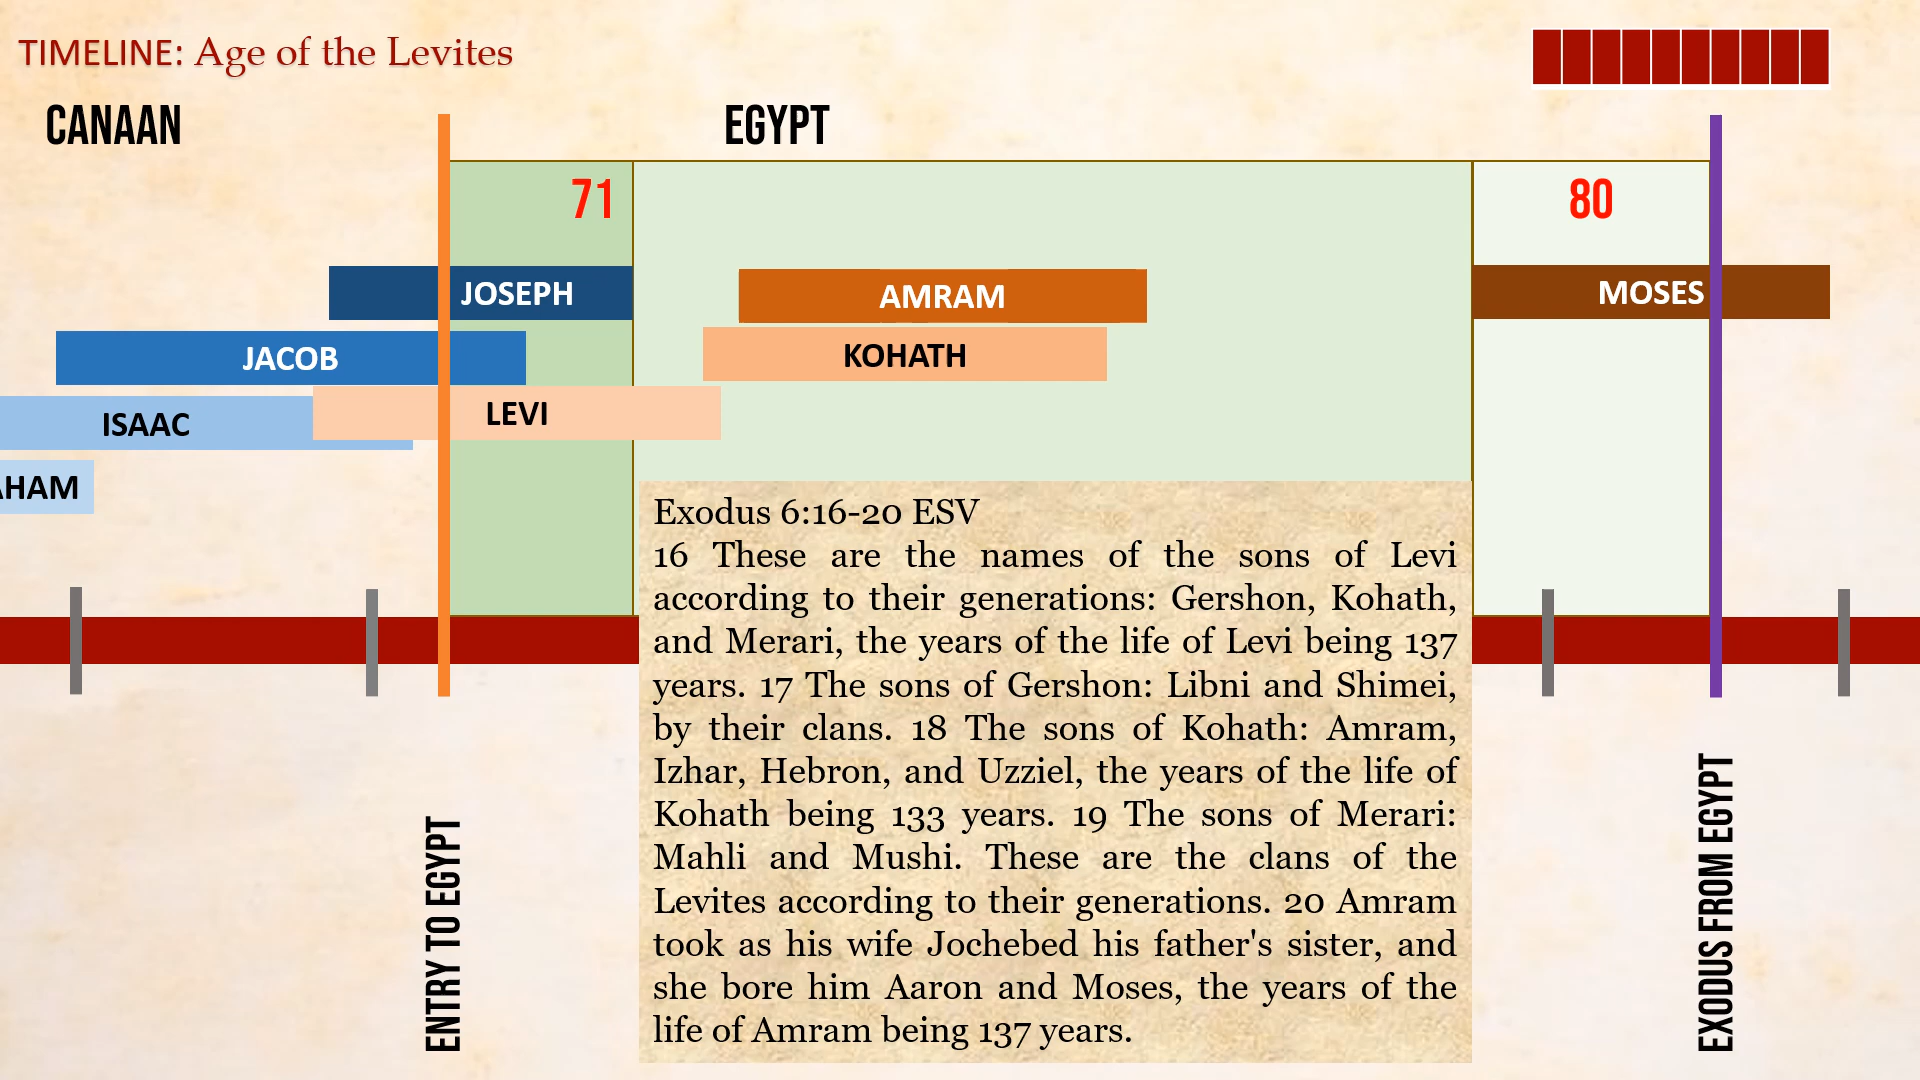 TIMELINE: Age of the Levites
CANAAN
EGYPT
71
80
JOSEPH
AMRAM
MOSES
JACOB
KOHATH
LEVI
ISAAC
AHAM
Exodus 6:16-20 ESV
16 These are the names of the sons of Levi
according to their generations: Gershon, Kohath,
and Merari, the years of the life of Levi being 137
years. 17 The sons of Gershon: Libni and Shimei,
by their clans. 18 The sons of Kohath: Amram,
Izhar, Hebron, and Uzziel, the years of the life of
Kohath being 133 years. 19 The sons of Merari:
Mahli and Mushi. These are the clans of the
Levites according to their generations. 20 Amram
took as his wife Jochebed his father's sister, and
she bore him Aaron and Moses, the years of the
life of Amram being 137 years.
ENTRY TO EGYPT
EXODUS FROM EGYPT